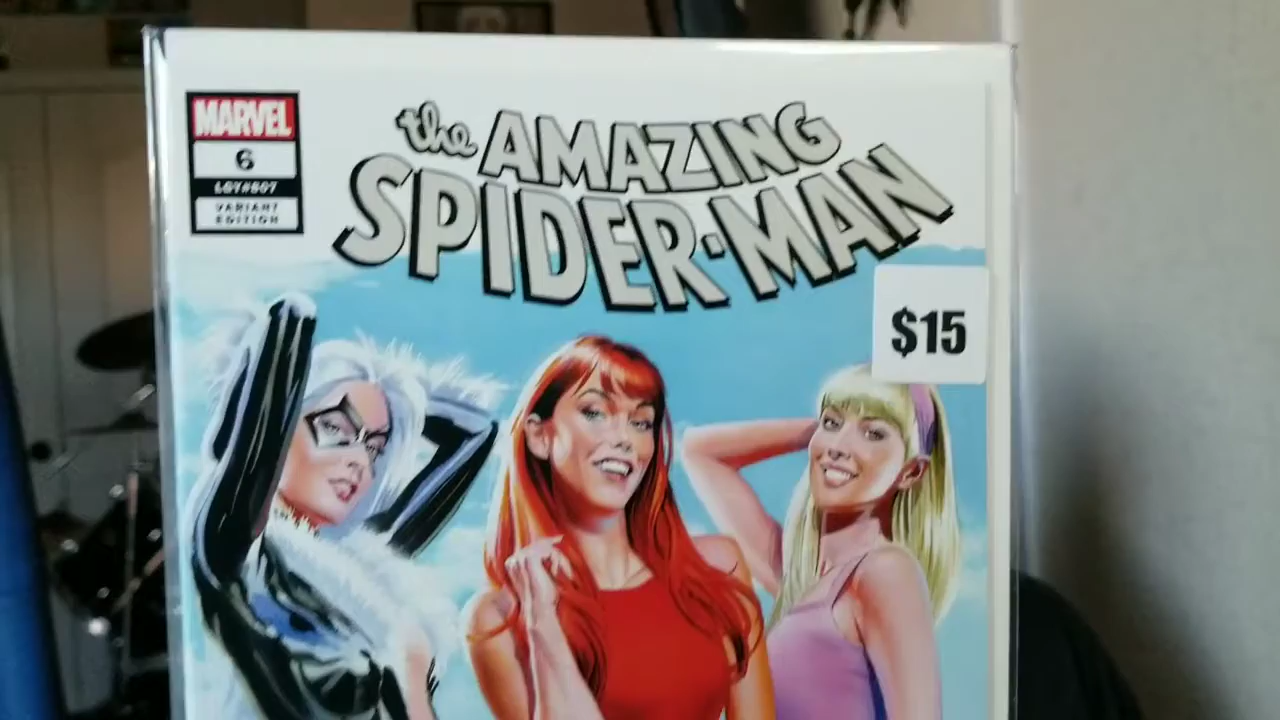 MARVEL
6
LGY#807
VARIANT
EDITION
the AMAZING
SPIDER-MAN
$15